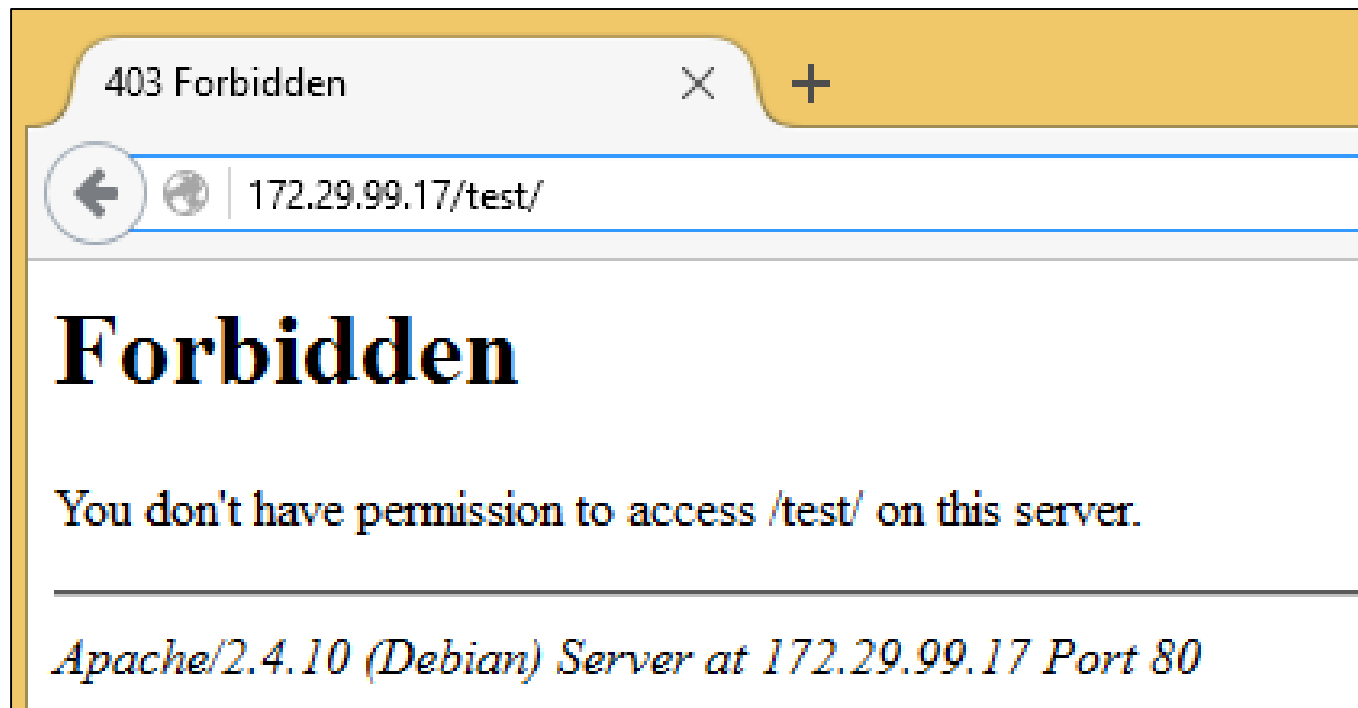 403 Forbidden
172.29.99.17/test/
Forbidden
You don't have permission to access /test/ on this server.
Apache/2.4.10 (Debian) Server at 172.29.99.17 Port 80